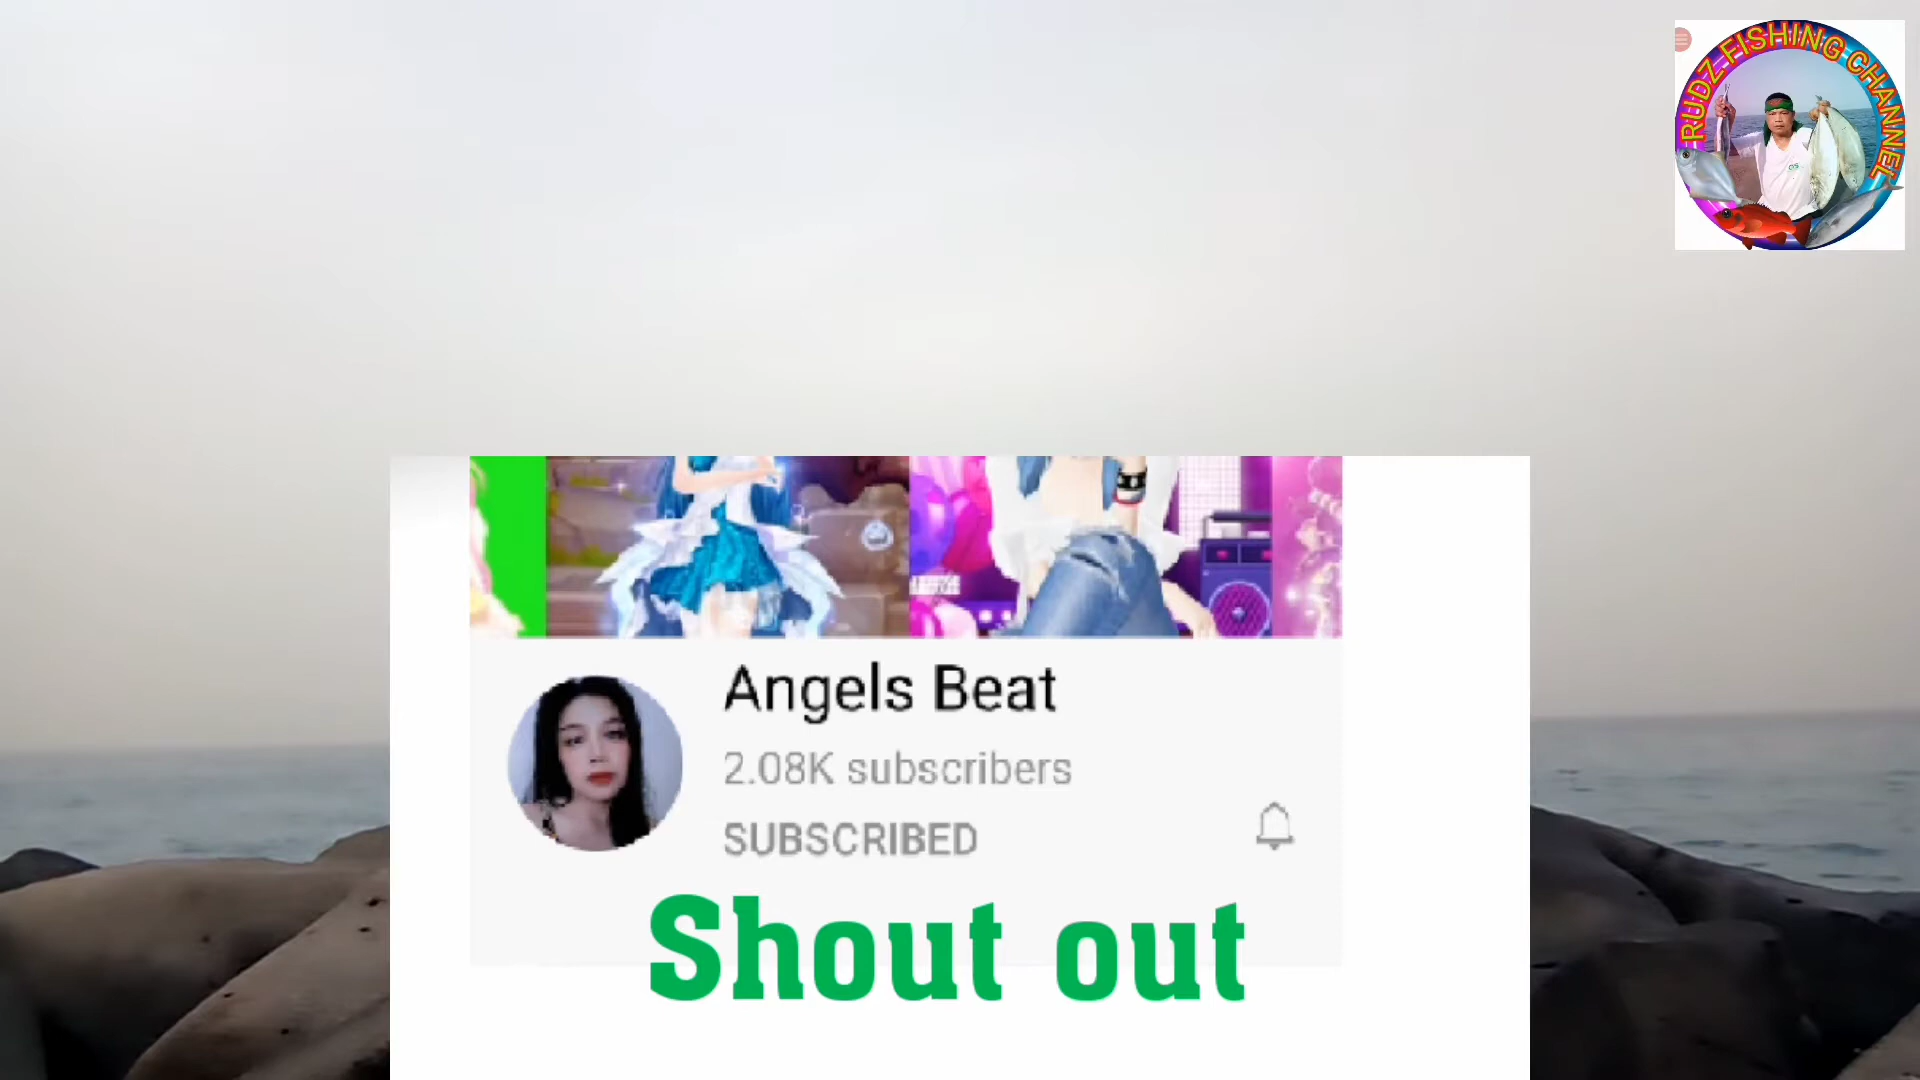 RUDZ FISHING CHANNEL
Angels Beat
2.08K subscribers
SUBSCRIBED
Shout out